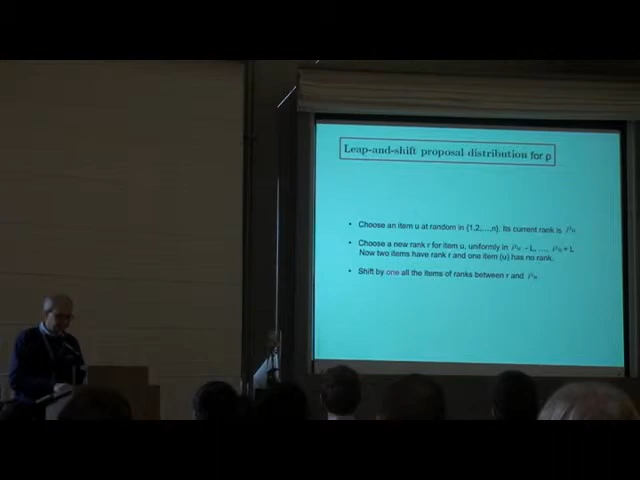 Leap-and-shift proposal distribution for ρ
• Choose an item u at random in {1,2,...,n}. Its current rank is ρu
• Choose a new rank r for item u, uniformly in ρu - L, ..., ρu + L
Now two items have rank r and one item (u) has no rank.
• Shift by one all the items of ranks between r and ρu